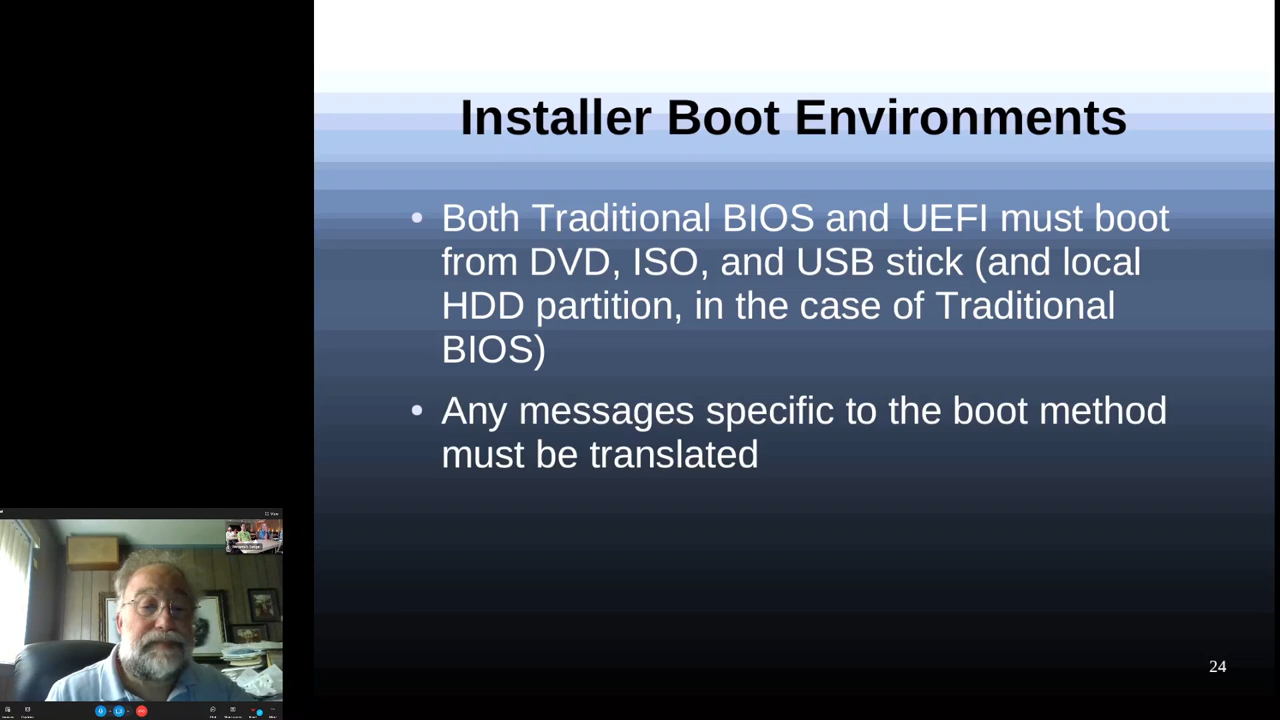 Installer Boot Environments
• Both Traditional BIOS and UEFI must boot
from DVD, ISO, and USB stick (and local
HDD partition, in the case of Traditional
BIOS)
• Any messages specific to the boot method
must be translated
24
View